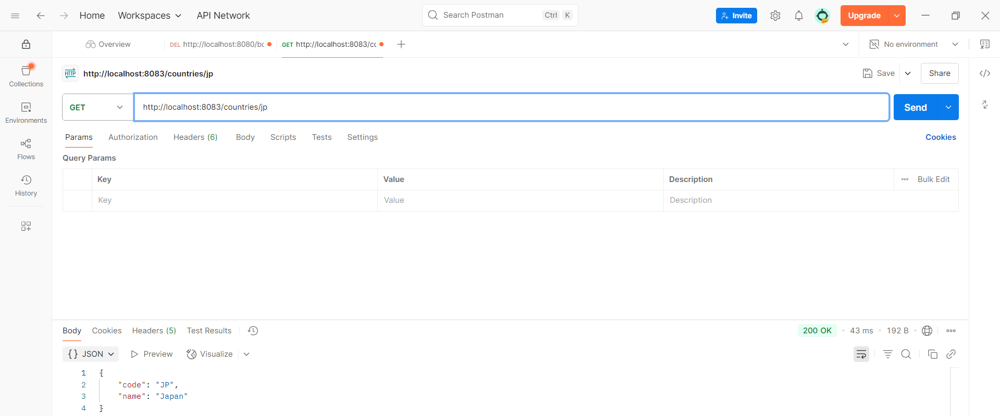 Home Workspaces API Network Search Postman Ctrl K Invite Upgrade
Overview DEL http://localhost:8080/bc GET http://localhost:8083/cc No environment
HTTP http://localhost:8083/countries/jp Save Share
Collections
GET http://localhost:8083/countries/jp Send
Environments
Params Authorization Headers (6) Body Scripts Tests Settings Cookies
Flows
Query Params
Key Value Description Bulk Edit
History
Key Value Description
Body Cookies Headers (5) Test Results 200 OK 43 ms 192 B
{} JSON Preview Visualize
1 {
2 "code": "JP",
3 "name": "Japan"
4 }